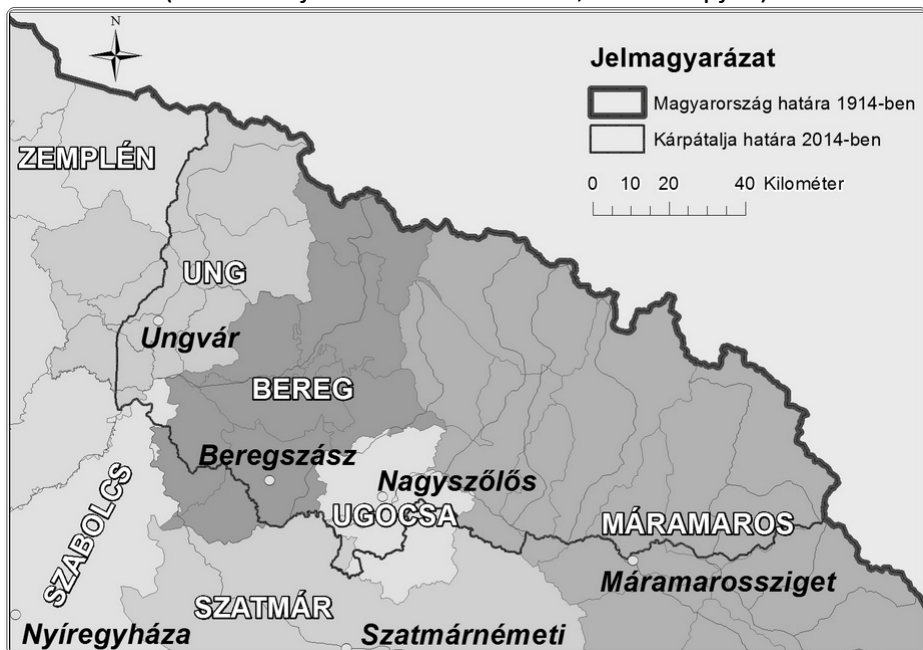 N
Jelmagyarázat
Magyarország határa 1914-ben
Kárpátalja határa 2014-ben
0 10 20 40 Kilométer
ZEMPLÉN
UNG
Ungvár
BEREG
Beregszász
Nagyszőlős
UGOCSA
MÁRAMAROS
SZABOLCS
Máramarossziget
SZATMÁR
Nyíregyháza
Szatmárnémeti